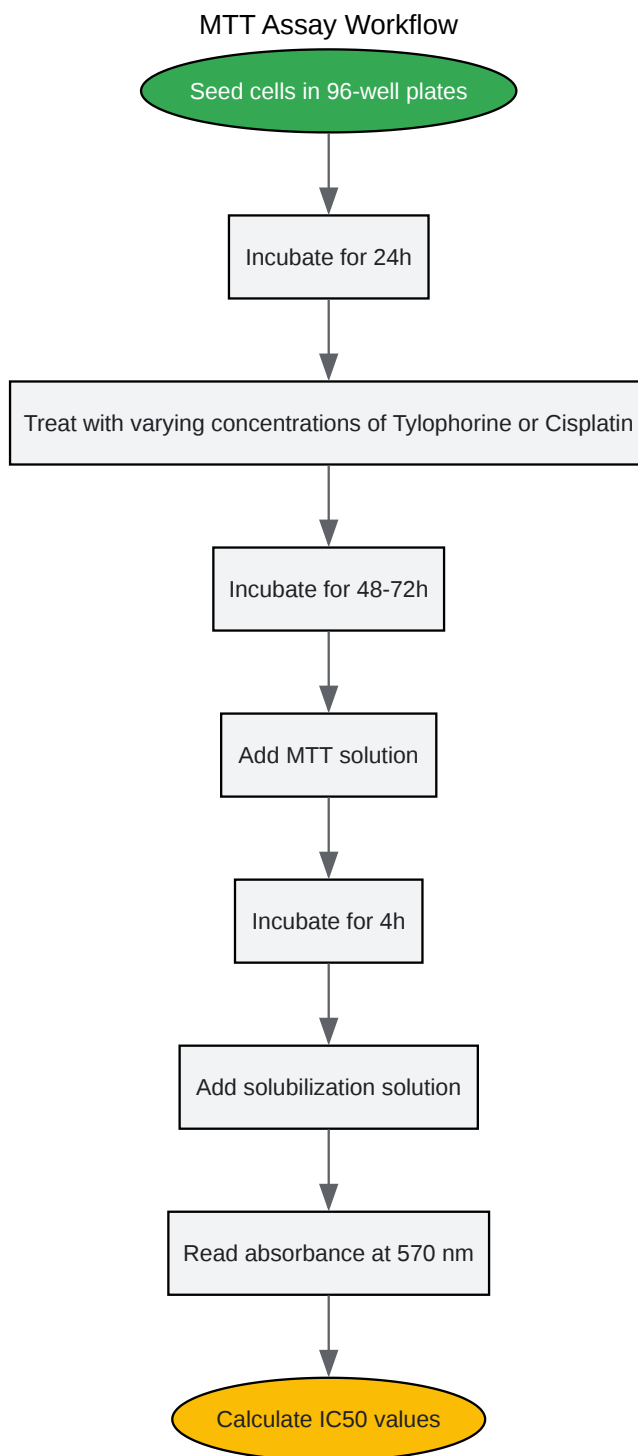 MTT Assay Workflow
Seed cells in 96-well plates
Incubate for 24h
Treat with varying concentrations of Tylophorine or Cisplatin
Incubate for 48-72h
Add MTT solution
Incubate for 4h
Add solubilization solution
Read absorbance at 570 nm
Calculate IC50 values